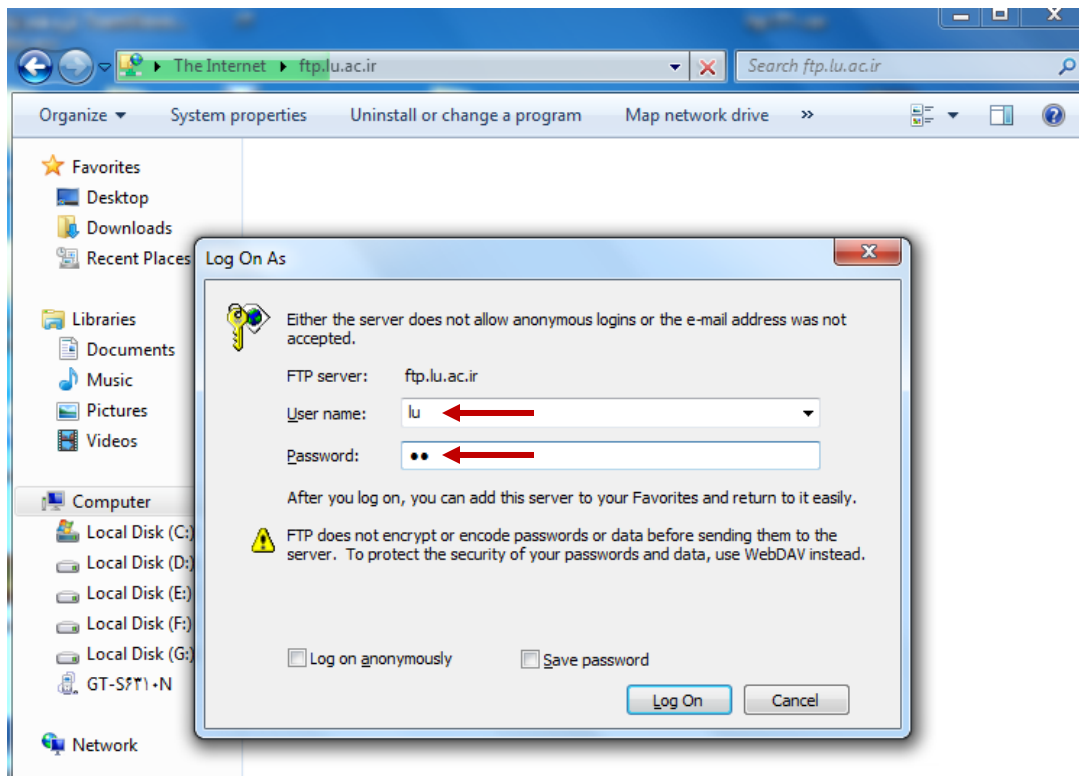 The Internet ▸ ftp.lu.ac.ir
Search ftp.lu.ac.ir
Organize System properties Uninstall or change a program Map network drive »
Favorites
Desktop
Downloads
Recent Places
Libraries
Documents
Music
Pictures
Videos
Computer
Local Disk (C:)
Local Disk (D:)
Local Disk (E:)
Local Disk (F:)
Local Disk (G:)
GT-S۶۳۱۰N
Network
Log On As
Either the server does not allow anonymous logins or the e-mail address was not
accepted.
FTP server: ftp.lu.ac.ir
User name: lu
Password: ••
After you log on, you can add this server to your Favorites and return to it easily.
FTP does not encrypt or encode passwords or data before sending them to the
server. To protect the security of your passwords and data, use WebDAV instead.
Log on anonymously Save password
Log On Cancel